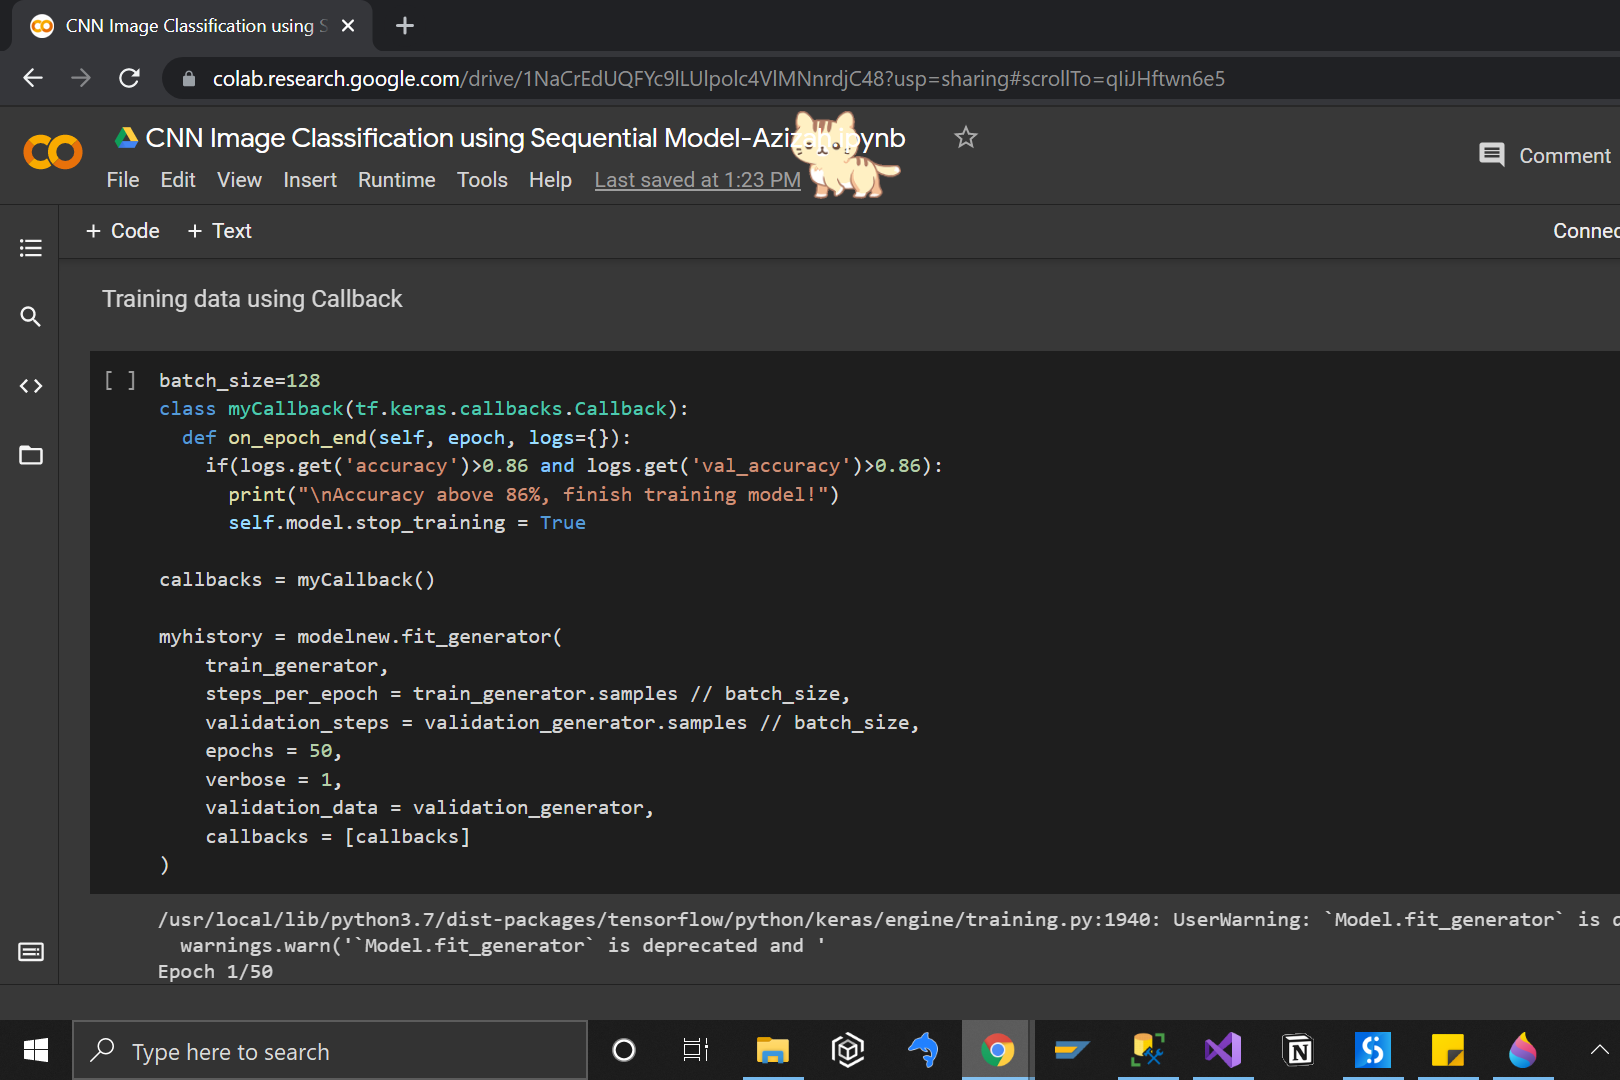 CNN Image Classification using S
colab.research.google.com/drive/1NaCrEdUQFYc9lLUlpolc4VlMNnrdjC48?usp=sharing#scrollTo=qIiJHftwn6e5
CNN Image Classification using Sequential Model-Azizah.ipynb
Comment
File Edit View Insert Runtime Tools Help Last saved at 1:23 PM
+ Code + Text
Connec
Training data using Callback
[ ] batch_size=128
class myCallback(tf.keras.callbacks.Callback):
  def on_epoch_end(self, epoch, logs={}):
    if(logs.get('accuracy')>0.86 and logs.get('val_accuracy')>0.86):
      print("\nAccuracy above 86%, finish training model!")
      self.model.stop_training = True
callbacks = myCallback()
myhistory = modelnew.fit_generator(
    train_generator,
    steps_per_epoch = train_generator.samples // batch_size,
    validation_steps = validation_generator.samples // batch_size,
    epochs = 50,
    verbose = 1,
    validation_data = validation_generator,
    callbacks = [callbacks]
)
/usr/local/lib/python3.7/dist-packages/tensorflow/python/keras/engine/training.py:1940: UserWarning: `Model.fit_generator` is d
  warnings.warn('`Model.fit_generator` is deprecated and '
Epoch 1/50
Type here to search